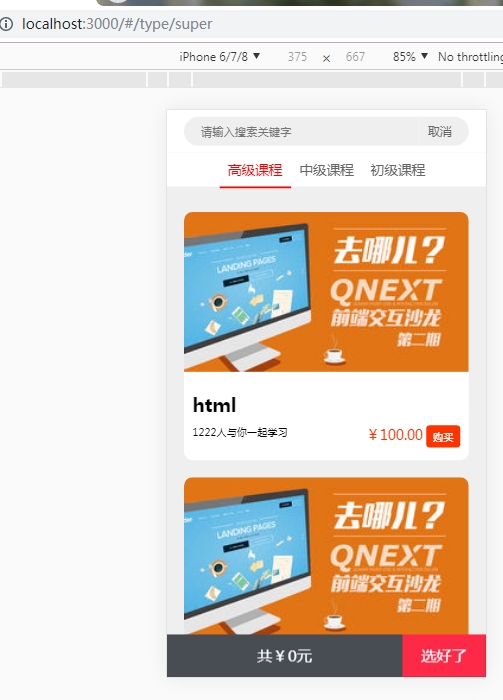 localhost:3000/#/type/super
iPhone 6/7/8 ▼ 375 × 667 85% ▼ No throttling
请输入搜索关键字 取消
高级课程 中级课程 初级课程
LANDING PAGES
去哪儿?
QNEXT
前端交互沙龙
第二期
html
1222人与你一起学习
¥100.00 购买
LANDING PAGES
去哪儿?
QNEXT
前端交互沙龙
第二期
共¥0元 选好了